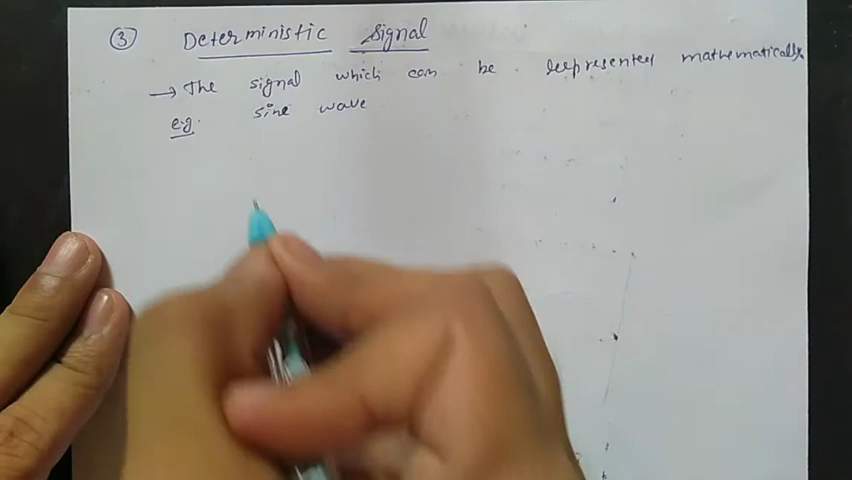 ③ Deterministic Signal
→ The signal which can be represented mathematically.
e.g. sine wave